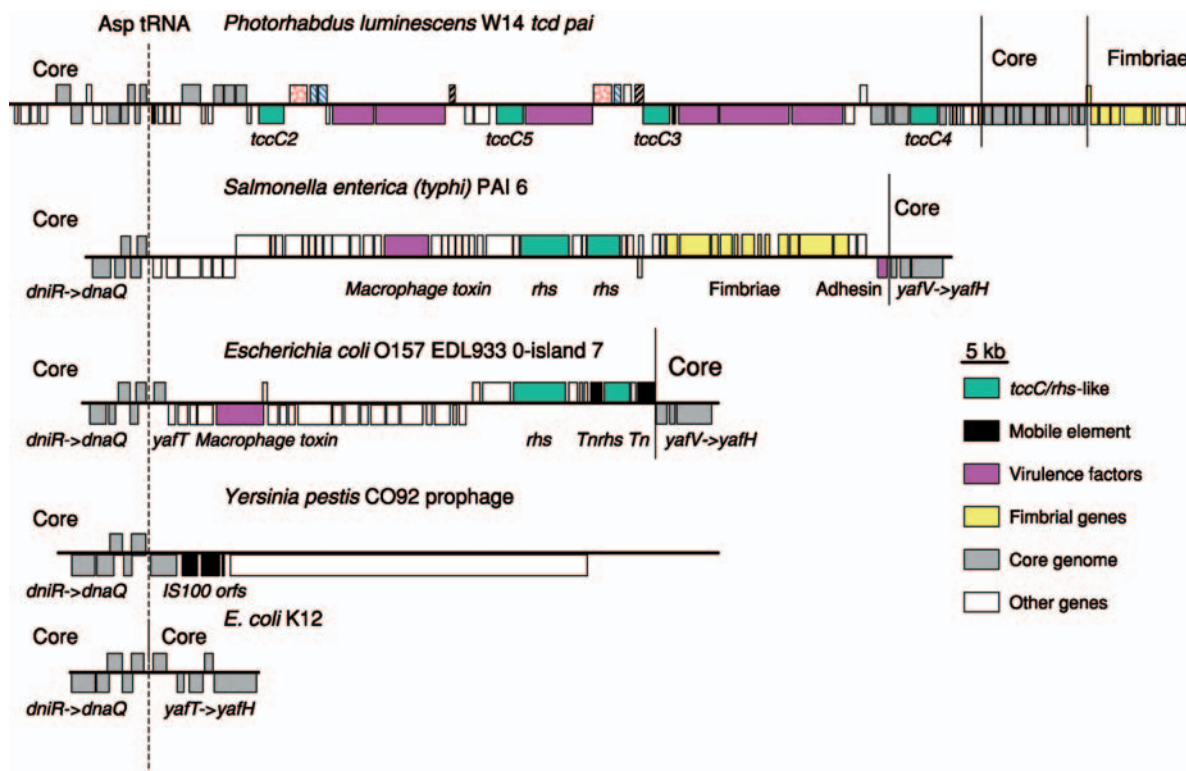 Asp tRNA
Photorhabdus luminescens W14 tcd pai
Core
Core
Fimbriae
tccC2
tccC5
tccC3
tccC4
Salmonella enterica (typhi) PAI 6
Core
Core
dniR->dnaQ
Macrophage toxin
rhs
rhs
Fimbriae
Adhesin
yafV->yafH
Escherichia coli O157 EDL933 0-island 7
Core
Core
dniR->dnaQ
yafT
Macrophage toxin
rhs
Tnrhs Tn
yafV->yafH
5 kb
tccC/rhs-like
Mobile element
Virulence factors
Fimbrial genes
Core genome
Other genes
Yersinia pestis CO92 prophage
Core
dniR->dnaQ
IS100 orfs
E. coli K12
Core
Core
dniR->dnaQ
yafT->yafH